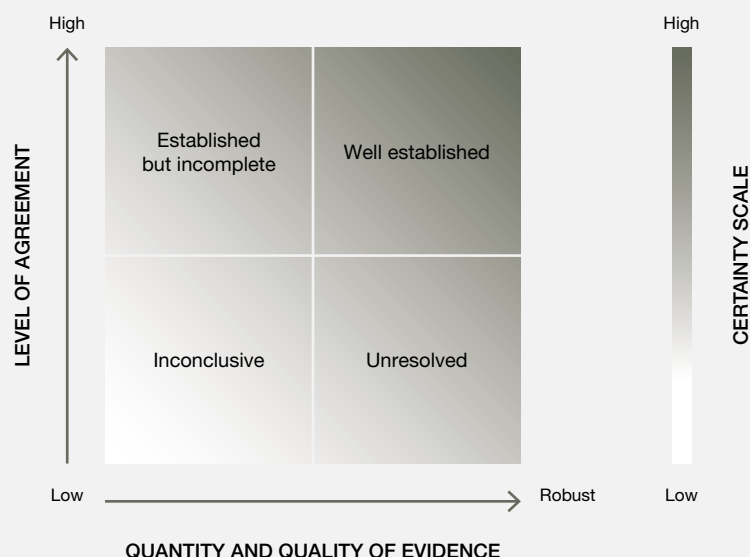 High
High
Established
but incomplete
Well established
LEVEL OF AGREEMENT
CERTAINTY SCALE
Inconclusive
Unresolved
Low
Robust
Low
QUANTITY AND QUALITY OF EVIDENCE